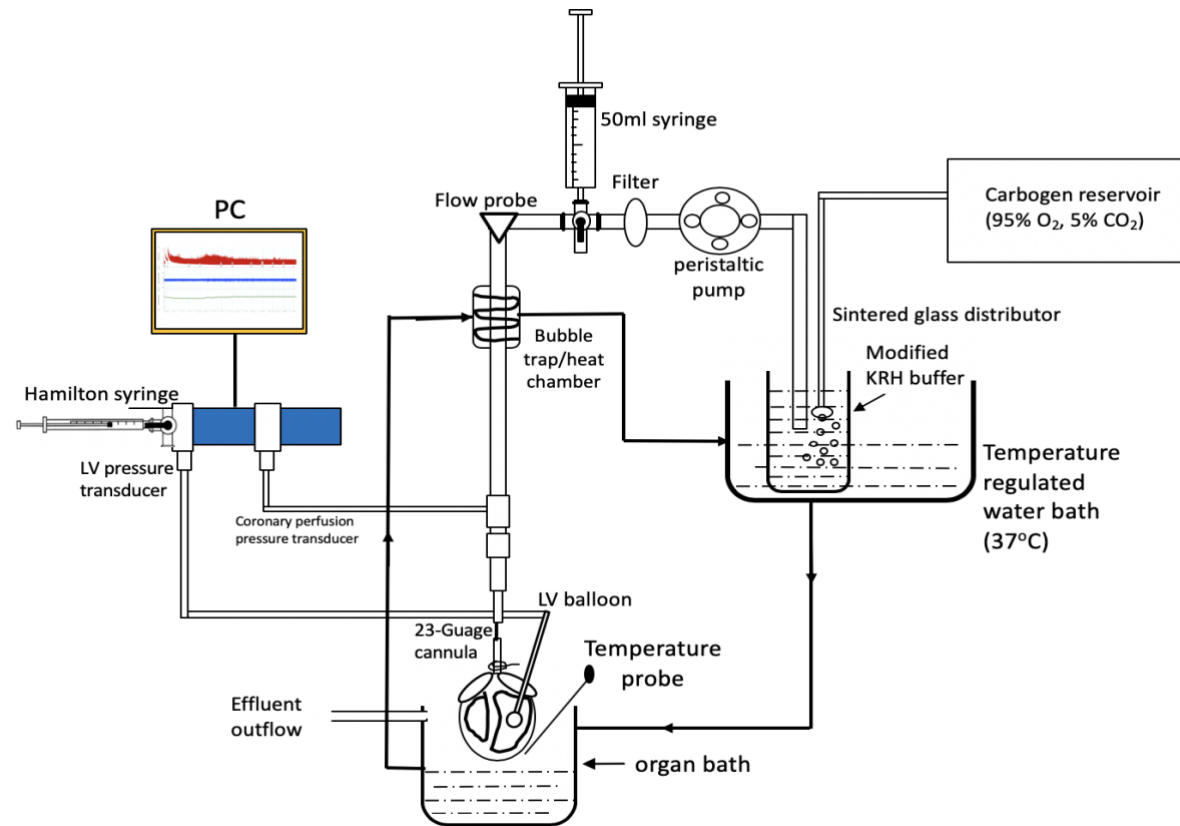 50ml syringe
Filter
Flow probe
peristaltic
pump
Carbogen reservoir
(95% O₂, 5% CO₂)
PC
Sintered glass distributor
Modified
KRH buffer
Bubble
trap/heat
chamber
Hamilton syringe
LV pressure
transducer
Coronary perfusion
pressure transducer
Temperature
regulated
water bath
(37°C)
LV balloon
23-Guage
cannula
Temperature
probe
Effluent
outflow
organ bath